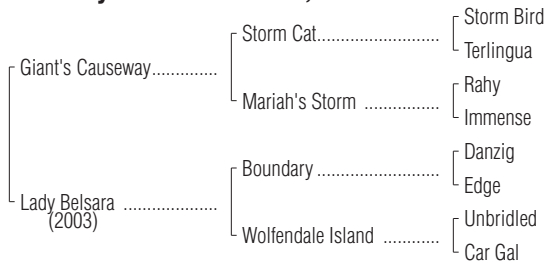 Storm Bird
Storm Cat..................
Terlingua
Giant's Causeway.............
Rahy
Mariah's Storm ...............
Immense
Danzig
Boundary .........................
Edge
Lady Belsara ...................
(2003)
Unbridled
Wolfendale Island ............
Car Gal